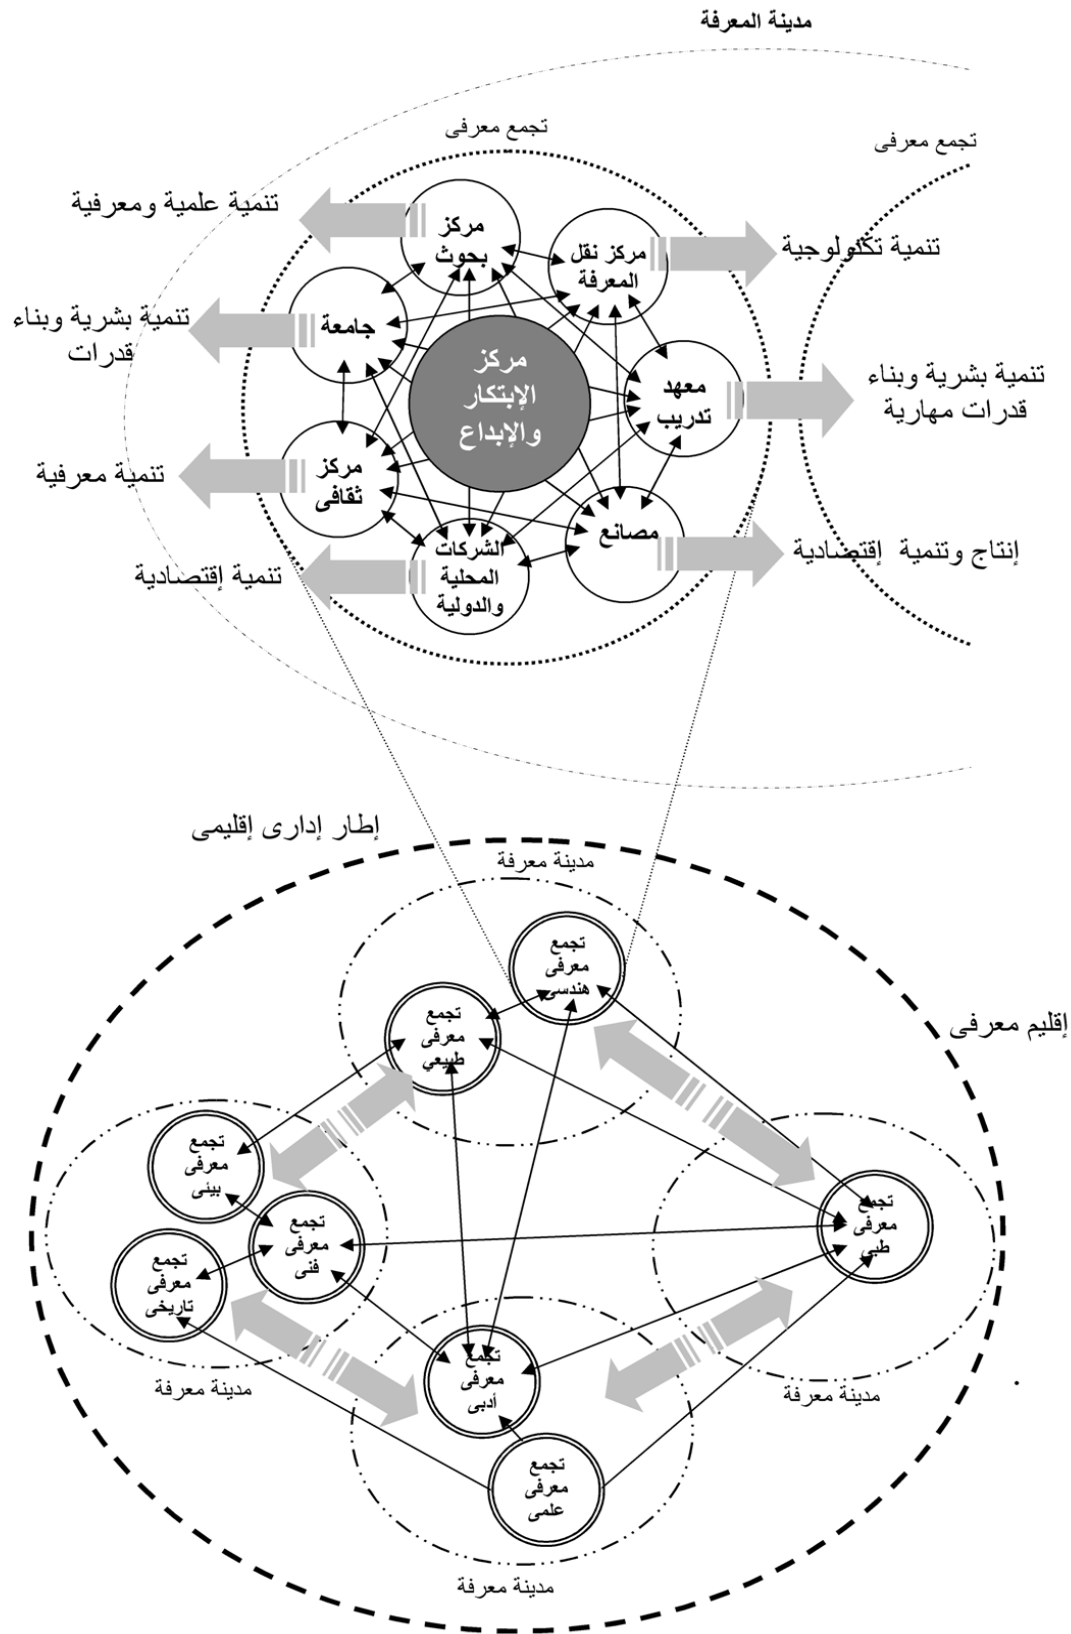 مدينة المعرفة
تجمع معرفى
تجمع معرفى
تنمية علمية ومعرفية
مركز
بحوث
مركز نقل
المعرفة
تنمية تكنولوجية
تنمية بشرية وبناء
قدرات
جامعة
مركز
الإبتكار
والإبداع
معهد
تدريب
تنمية بشرية وبناء
قدرات مهارية
تنمية معرفية
مركز
ثقافى
مصانع
إنتاج وتنمية إقتصادية
تنمية إقتصادية
الشركات
المحلية
والدولية
إطار إدارى إقليمى
مدينة معرفة
تجمع
معرفى
هندسى
إقليم معرفى
تجمع
معرفى
طبيعي
تجمع
معرفى
بيئى
تجمع
معرفى
فنى
تجمع
معرفى
طبى
تجمع
معرفى
تاريخى
تجمع
معرفى
أدبى
مدينة معرفة
مدينة معرفة
تجمع
معرفى
علمى
مدينة معرفة